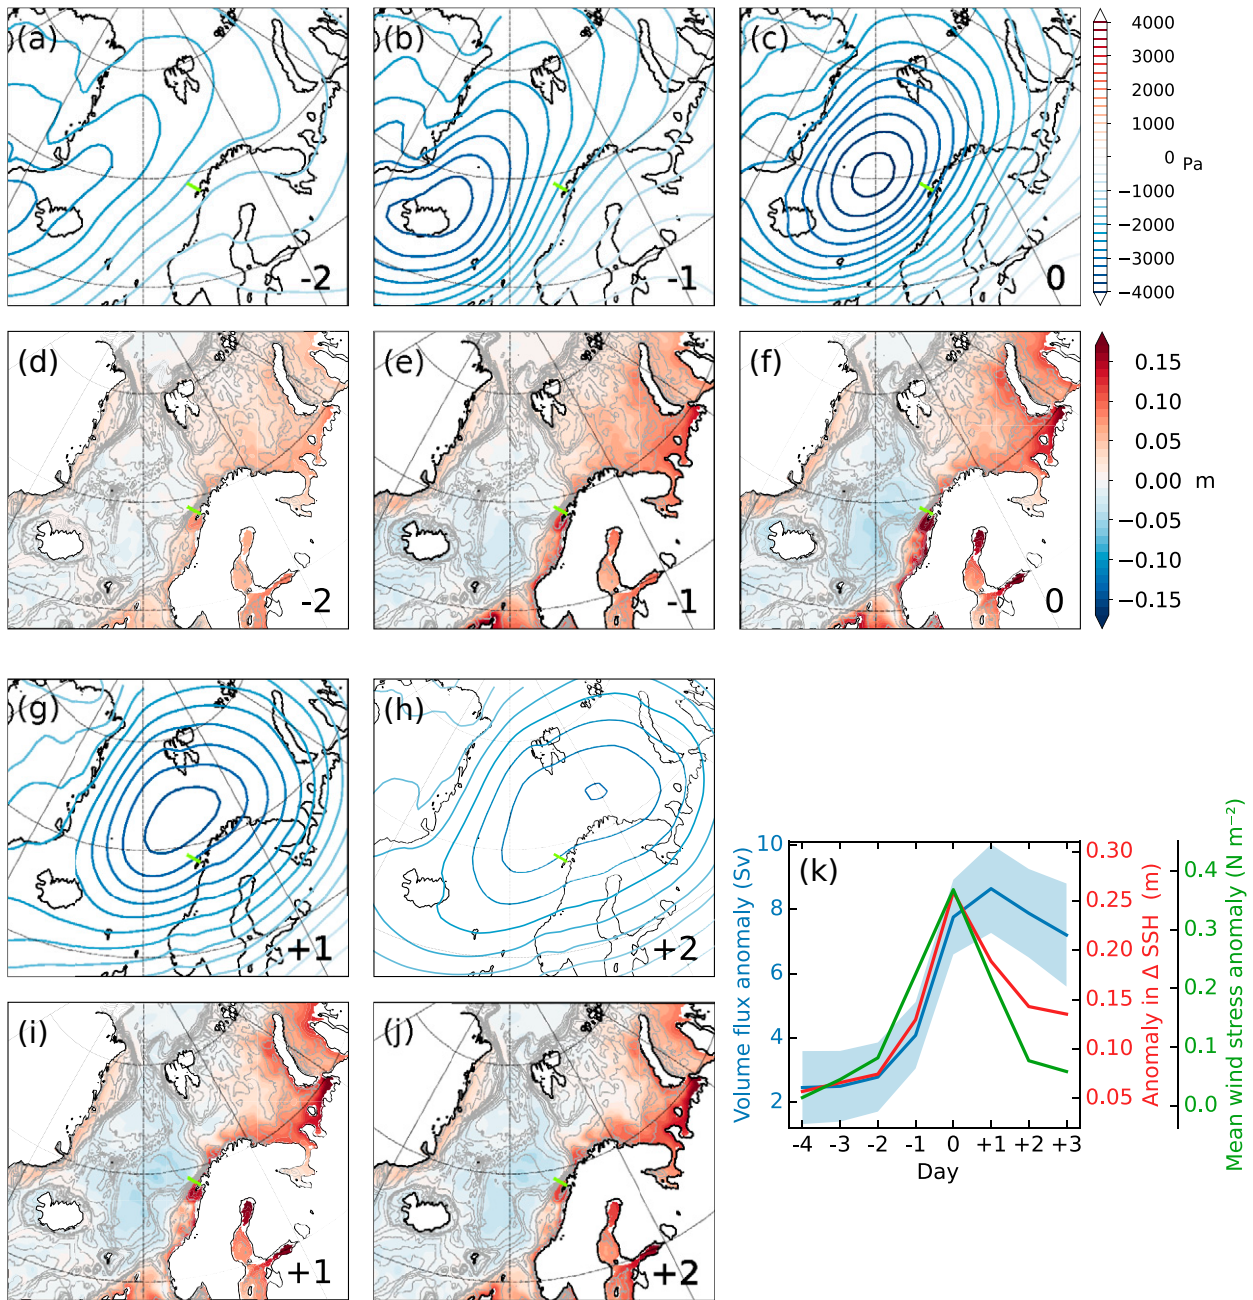 (a)
-2
(b)
-1
(c)
0
4000
3000
2000
1000
0
−1000
−2000
−3000
−4000
Pa
(d)
-2
(e)
-1
(f)
0
0.15
0.10
0.05
0.00
−0.05
−0.10
−0.15
m
(g)
+1
(h)
+2
(i)
+1
(j)
+2
(k)
Volume flux anomaly (Sv)
10
8
6
4
2
-4
-3
-2
-1
0
+1
+2
+3
Day
0.30
0.25
0.20
0.15
0.10
0.05
Anomaly in Δ SSH (m)
0.4
0.3
0.2
0.1
0.0
Mean wind stress anomaly (N m⁻²)